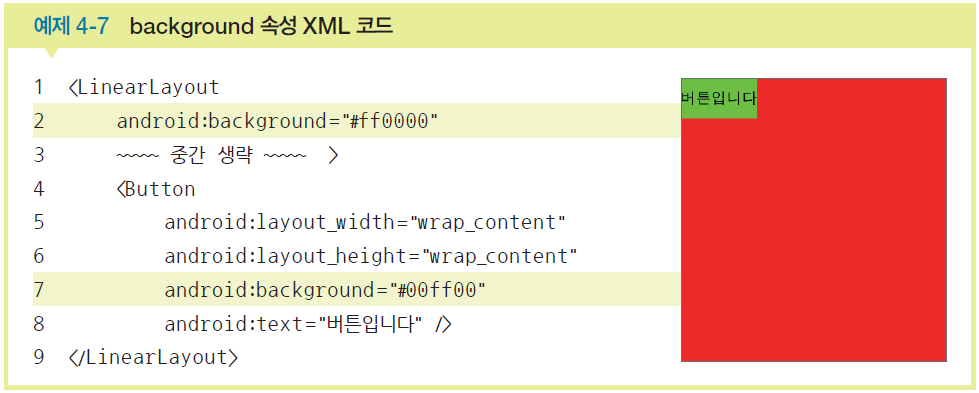 예제 4-7 background 속성 XML 코드
1 <LinearLayout
2 android:background="#ff0000"
3 ~~~~~ 중간 생략 ~~~~~ >
4 <Button
5 android:layout_width="wrap_content"
6 android:layout_height="wrap_content"
7 android:background="#00ff00"
8 android:text="버튼입니다" />
9 </LinearLayout>
버튼입니다